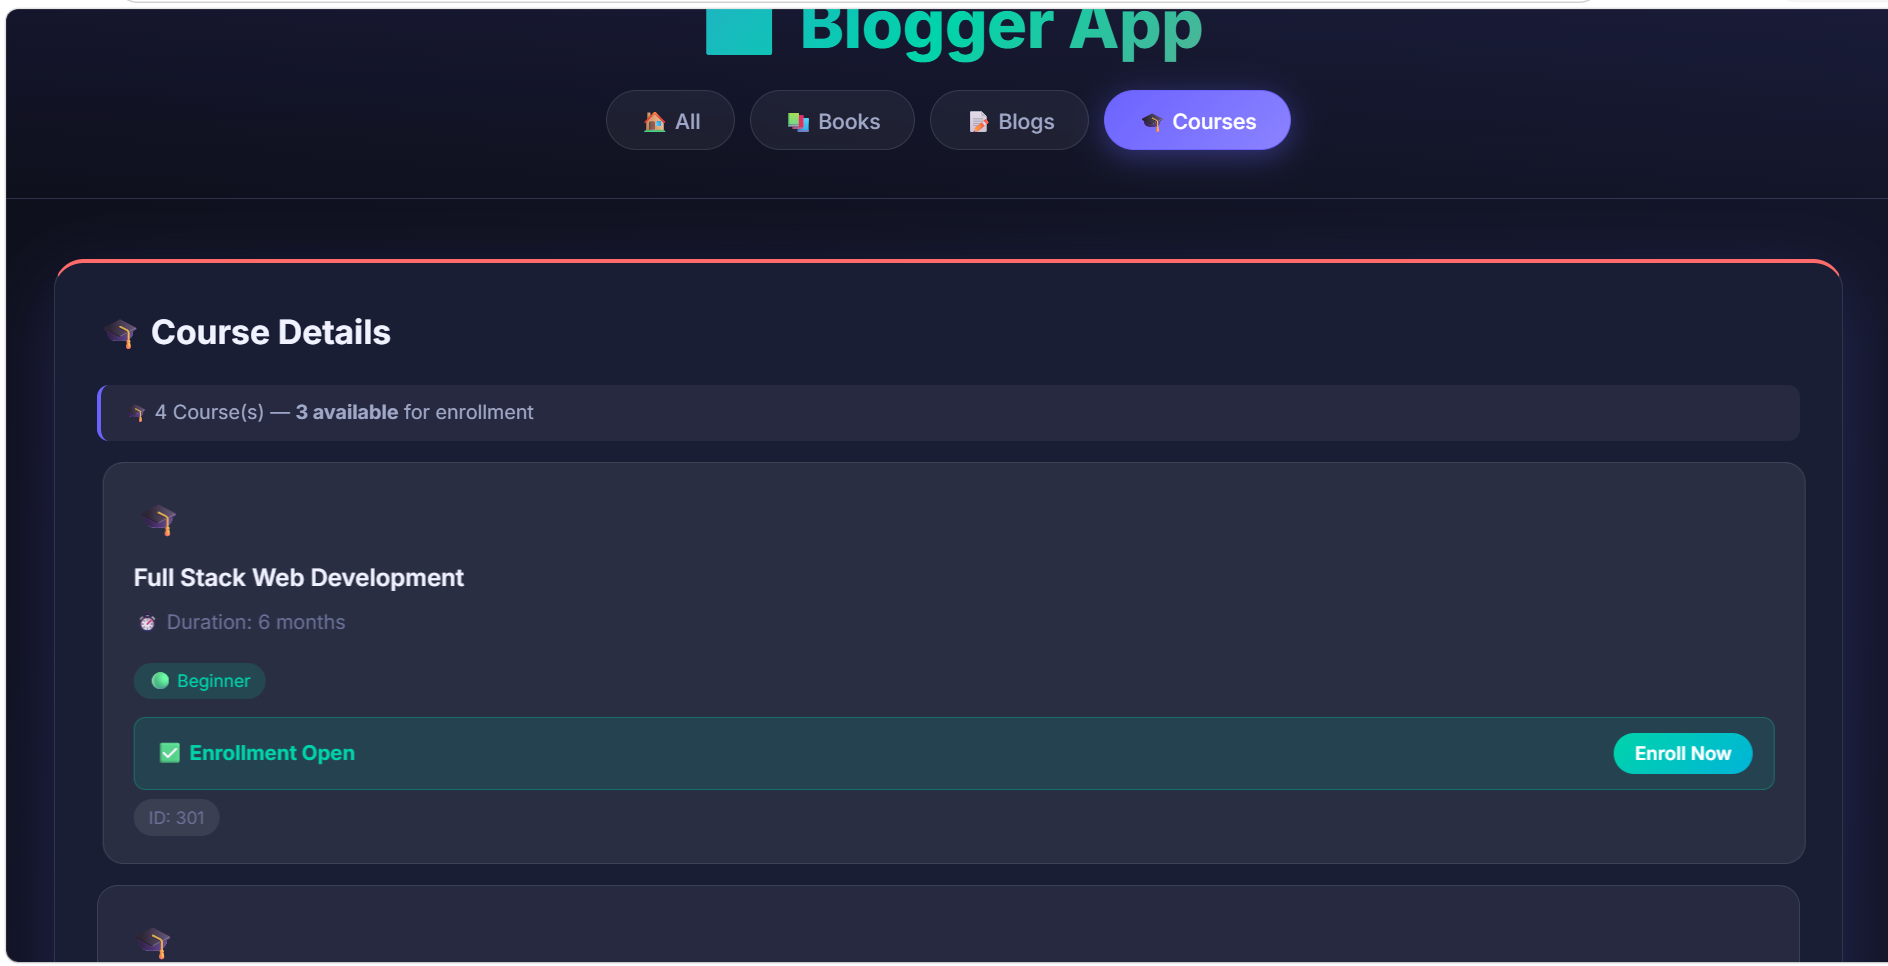 Blogger App
All
Books
Blogs
Courses
Course Details
4 Course(s) — 3 available for enrollment
Full Stack Web Development
Duration: 6 months
Beginner
Enrollment Open
Enroll Now
ID: 301